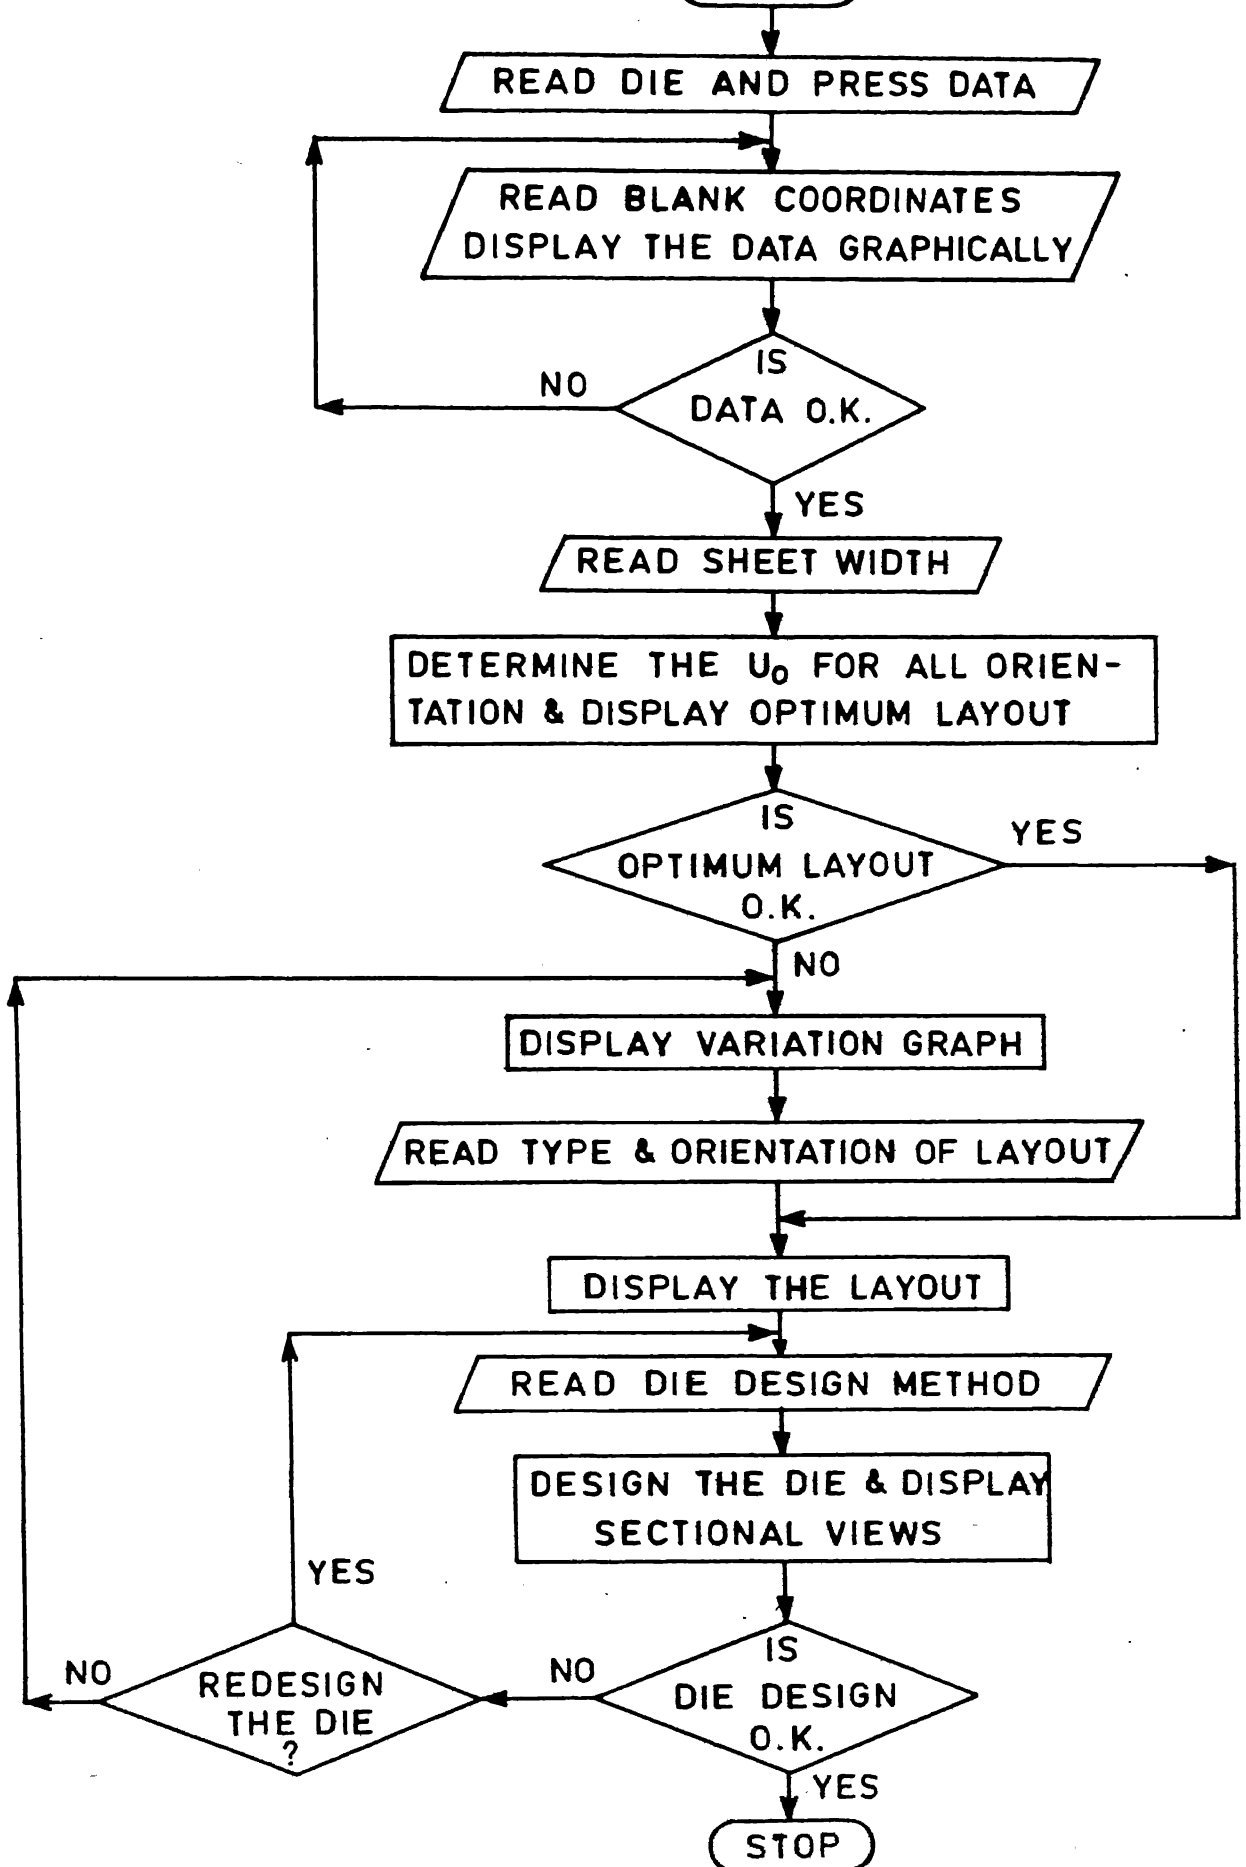 READ DIE AND PRESS DATA
READ BLANK COORDINATES
DISPLAY THE DATA GRAPHICALLY
IS
DATA O.K.
NO
YES
READ SHEET WIDTH
DETERMINE THE U₀ FOR ALL ORIEN-
TATION & DISPLAY OPTIMUM LAYOUT
IS
OPTIMUM LAYOUT
O.K.
YES
NO
DISPLAY VARIATION GRAPH
READ TYPE & ORIENTATION OF LAYOUT
DISPLAY THE LAYOUT
READ DIE DESIGN METHOD
DESIGN THE DIE & DISPLAY
SECTIONAL VIEWS
IS
DIE DESIGN
O.K.
NO
REDESIGN
THE DIE
?
YES
NO
YES
STOP